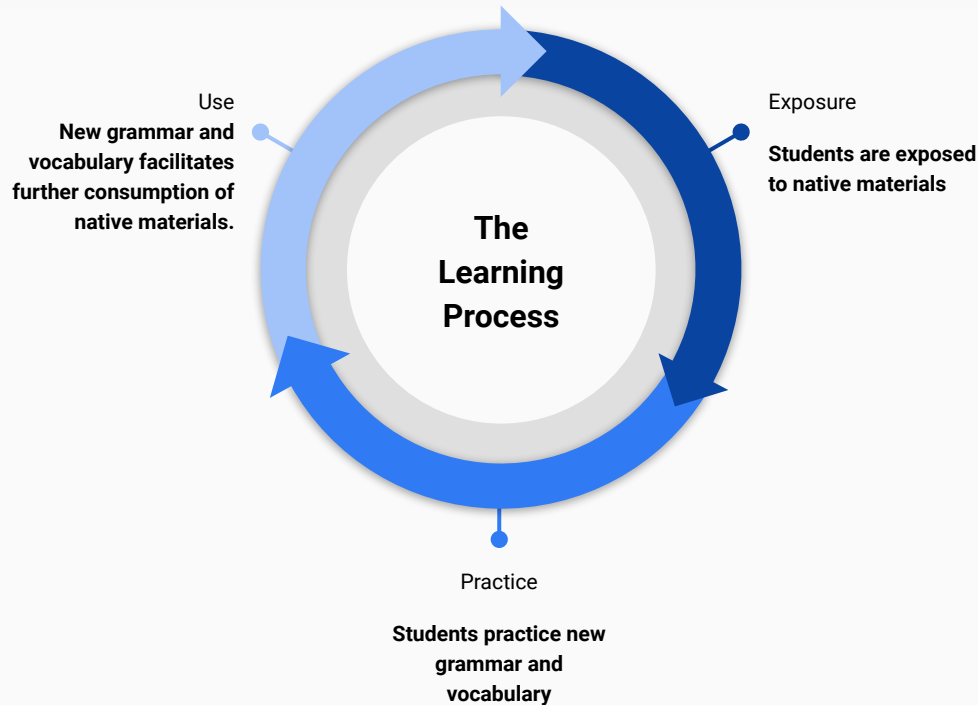 Use
New grammar and
vocabulary facilitates
further consumption of
native materials.
Exposure
Students are exposed
to native materials
The
Learning
Process
Practice
Students practice new
grammar and
vocabulary